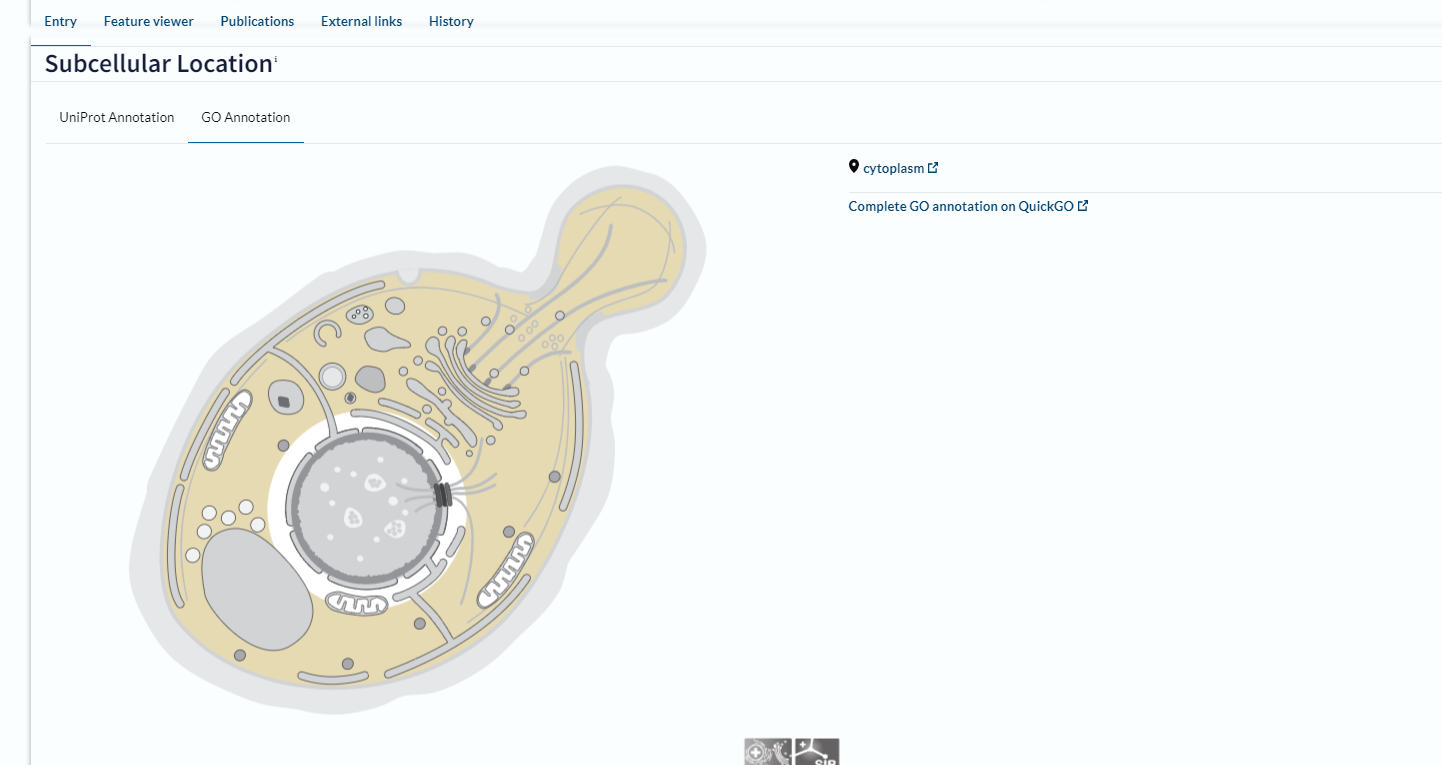 Entry Feature viewer Publications External links History
Subcellular Location i
UniProt Annotation GO Annotation
cytoplasm
Complete GO annotation on QuickGO
SIB